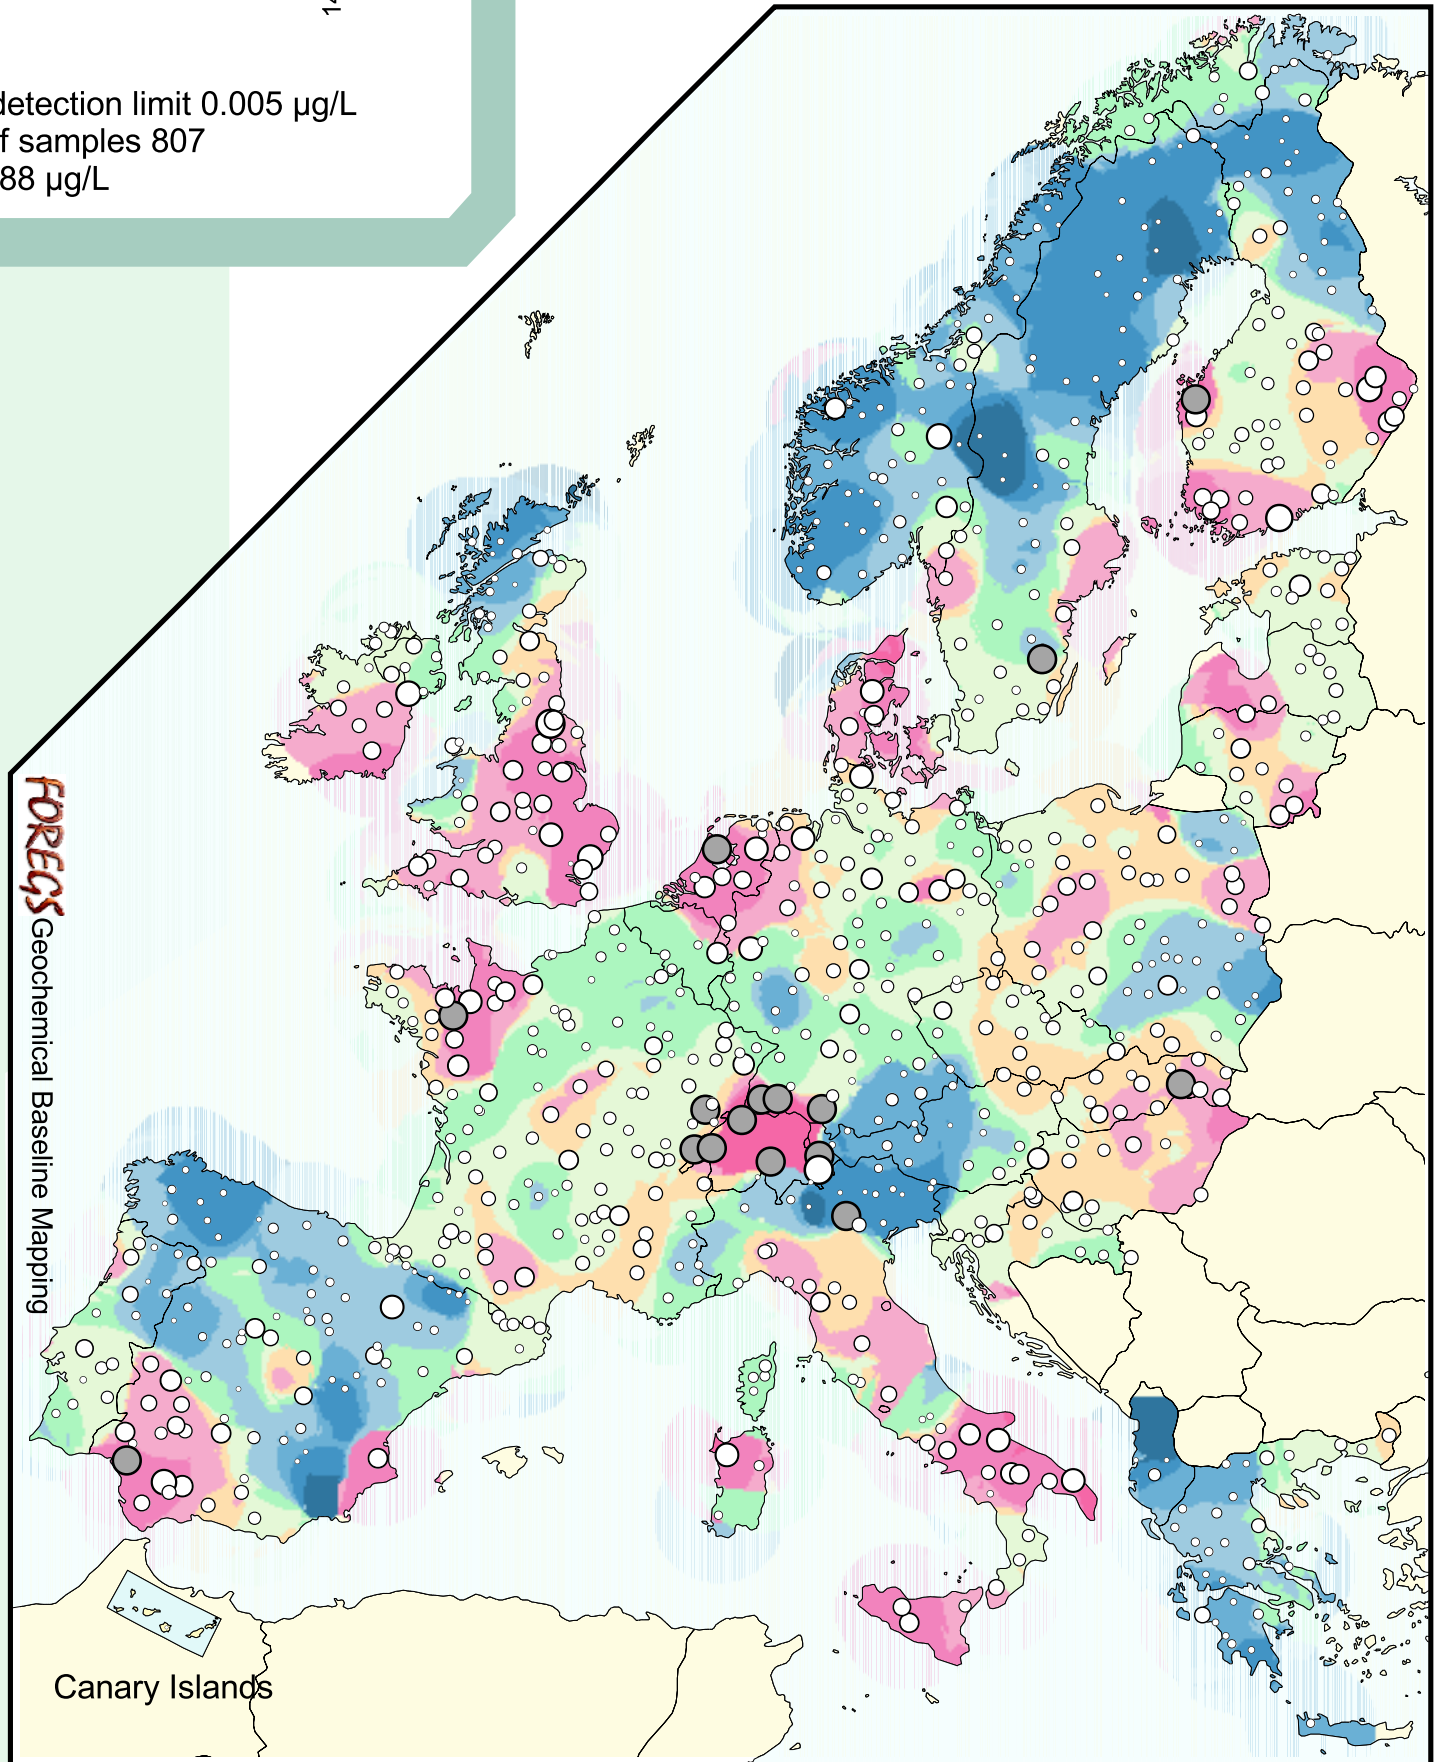 detection limit 0.005 µg/L
f samples 807
88 µg/L
FOREGS Geochemical Baseline Mapping
Canary Islands